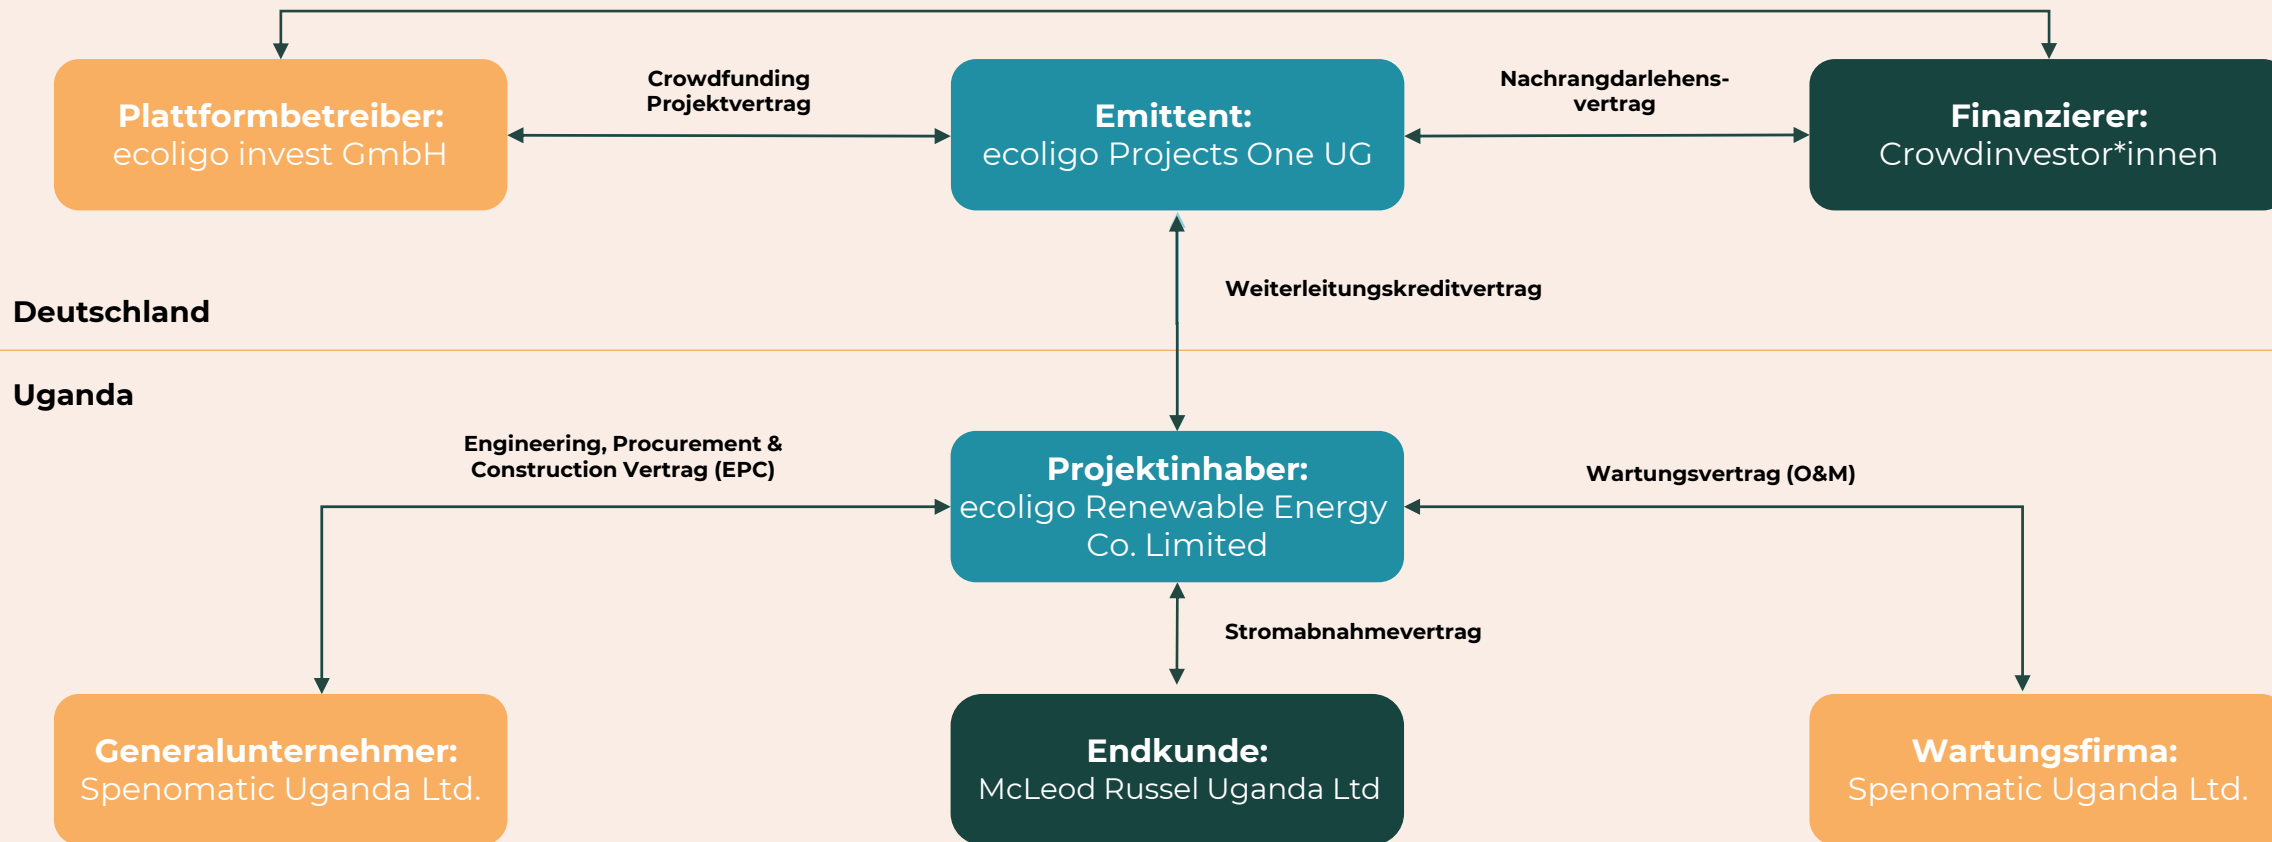 Crowdfunding
Projektvertrag
Nachrangdarlehens-
vertrag
Plattformbetreiber:
ecoligo invest GmbH
Emittent:
ecoligo Projects One UG
Finanzierer:
Crowdinvestor*innen
Weiterleitungskreditvertrag
Deutschland
Uganda
Engineering, Procurement &
Construction Vertrag (EPC)
Projektinhaber:
ecoligo Renewable Energy
Co. Limited
Wartungsvertrag (O&M)
Stromabnahmevertrag
Generalunternehmer:
Spenomatic Uganda Ltd.
Endkunde:
McLeod Russel Uganda Ltd
Wartungsfirma:
Spenomatic Uganda Ltd.